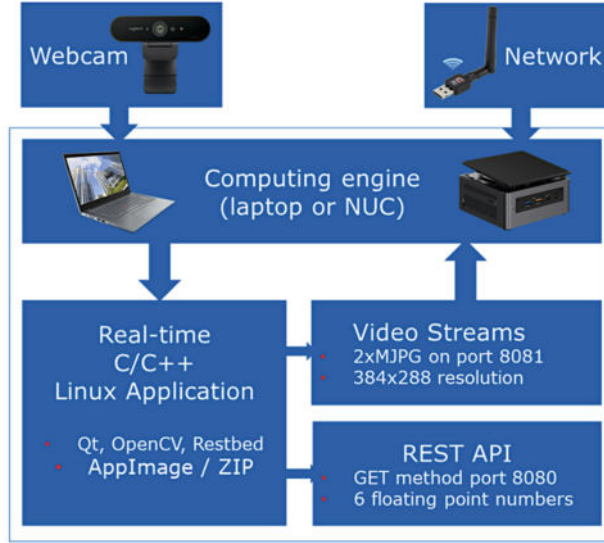 Webcam
Network
Computing engine
(laptop or NUC)
Real-time
C/C++
Linux Application
Qt, OpenCV, Restbed
AppImage / ZIP
Video Streams
2xMJPG on port 8081
384x288 resolution
REST API
GET method port 8080
6 floating point numbers